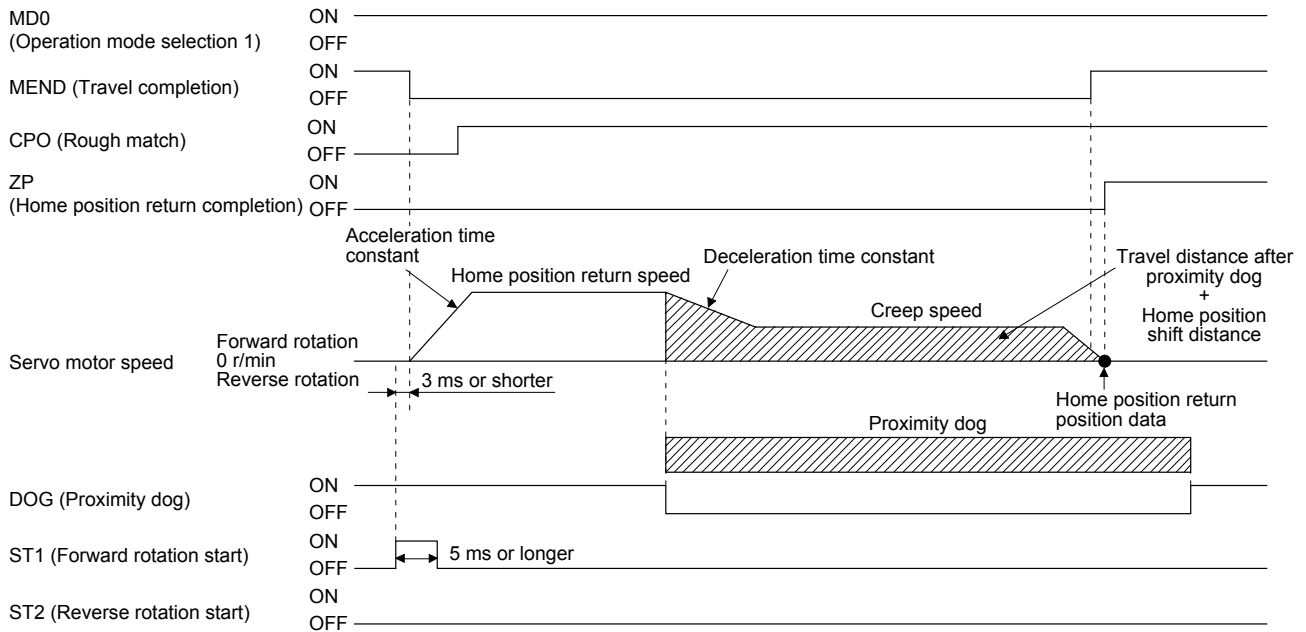 MD0
(Operation mode selection 1)
ON
OFF
MEND (Travel completion)
ON
OFF
CPO (Rough match)
ON
OFF
ZP
(Home position return completion)
ON
OFF
Acceleration time
constant
Home position return speed
Deceleration time constant
Creep speed
Travel distance after
proximity dog
+
Home position
shift distance
Servo motor speed
Forward rotation
0 r/min
Reverse rotation
3 ms or shorter
Home position return
position data
Proximity dog
DOG (Proximity dog)
ON
OFF
ST1 (Forward rotation start)
ON
OFF
5 ms or longer
ST2 (Reverse rotation start)
ON
OFF